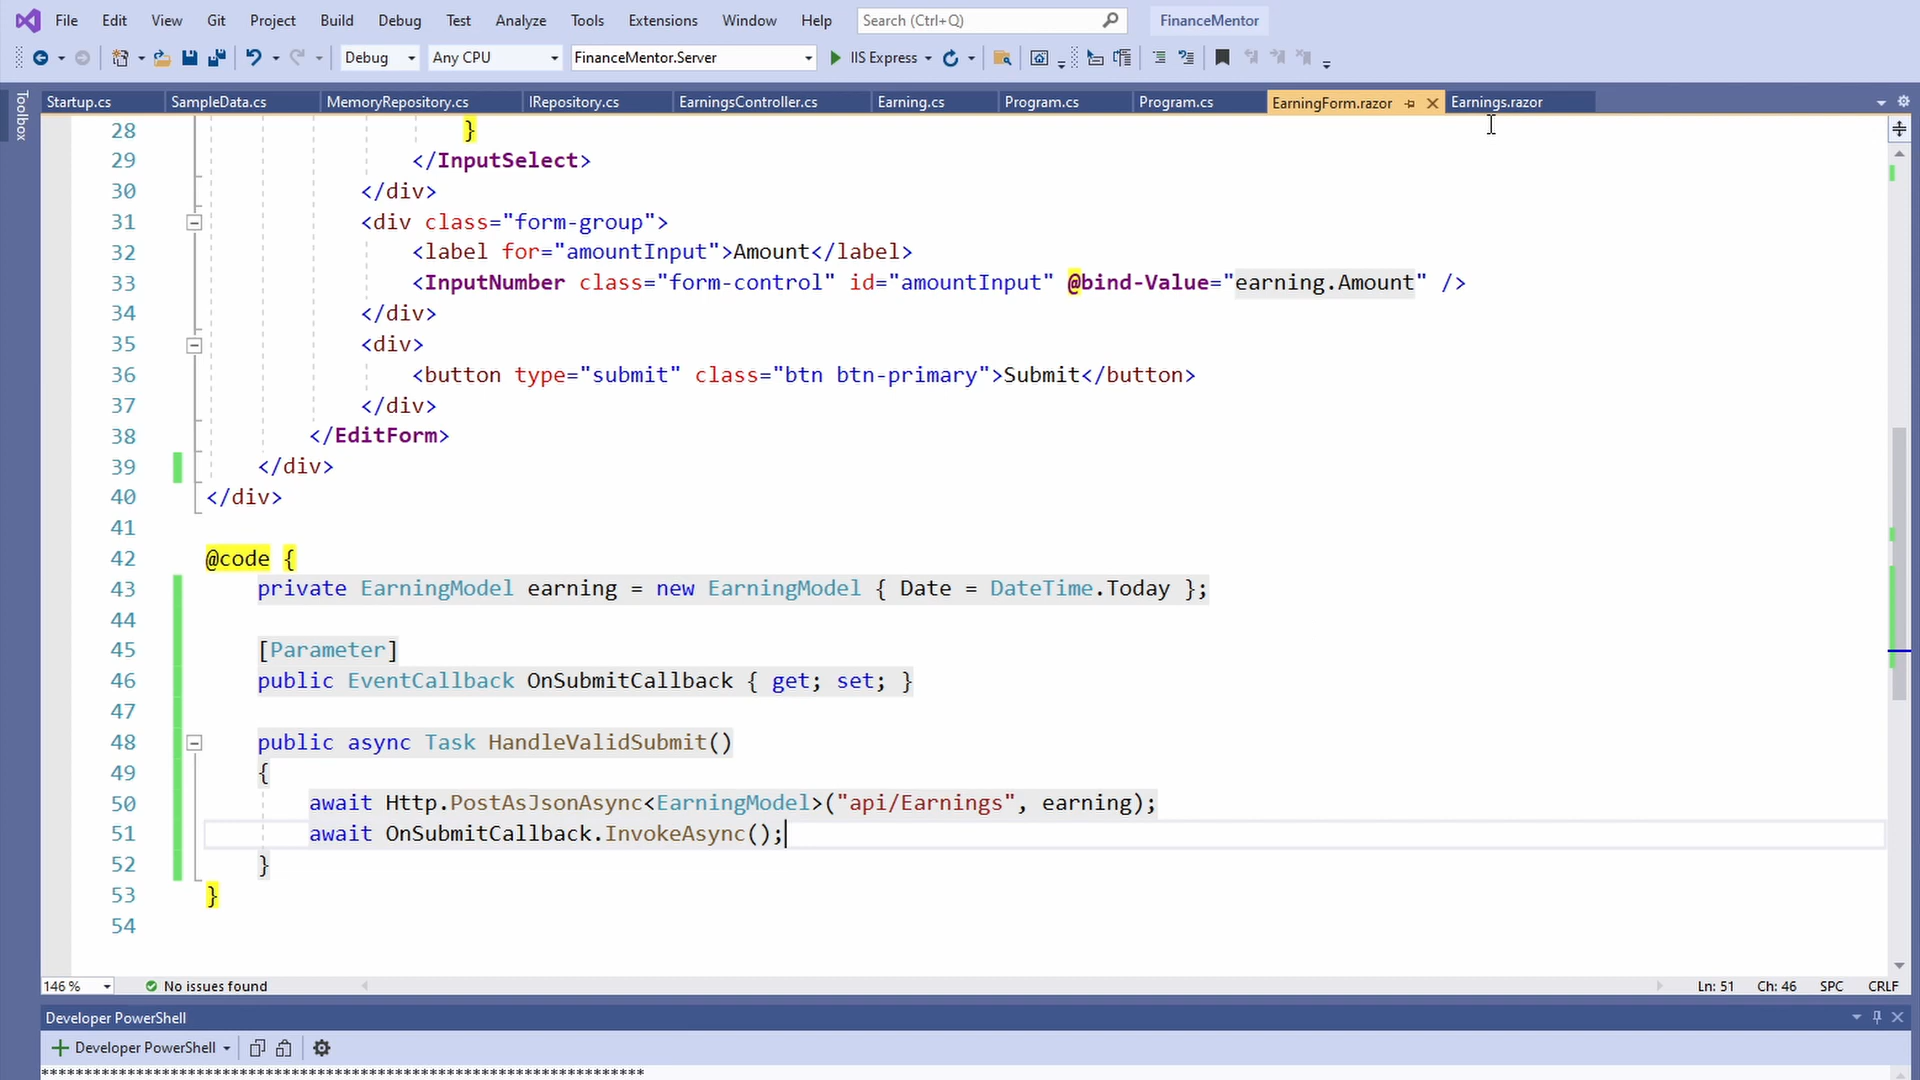 File Edit View Git Project Build Debug Test Analyze Tools Extensions Window Help Search (Ctrl+Q) FinanceMentor
Debug Any CPU FinanceMentor.Server IIS Express
Toolbox
Startup.cs SampleData.cs MemoryRepository.cs IRepository.cs EarningsController.cs Earning.cs Program.cs Program.cs EarningForm.razor Earnings.razor
28 }
29 </InputSelect>
30 </div>
31 <div class="form-group">
32 <label for="amountInput">Amount</label>
33 <InputNumber class="form-control" id="amountInput" @bind-Value="earning.Amount" />
34 </div>
35 <div>
36 <button type="submit" class="btn btn-primary">Submit</button>
37 </div>
38 </EditForm>
39 </div>
40 </div>
41
42 @code {
43 private EarningModel earning = new EarningModel { Date = DateTime.Today };
44
45 [Parameter]
46 public EventCallback OnSubmitCallback { get; set; }
47
48 public async Task HandleValidSubmit()
49 {
50 await Http.PostAsJsonAsync<EarningModel>("api/Earnings", earning);
51 await OnSubmitCallback.InvokeAsync();
52 }
53 }
54
146 % No issues found Ln: 51 Ch: 46 SPC CRLF
Developer PowerShell
Developer PowerShell
**********************************************************************